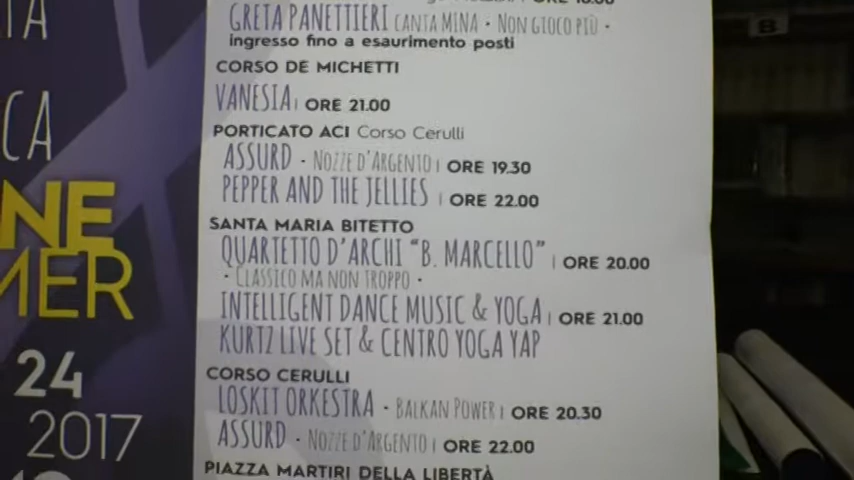 TA
CA
NE
MER
24
2017
ORE 18.00
GRETA PANETTIERI CANTA MINA • NON GIOCO PIÙ •
ingresso fino a esaurimento posti
CORSO DE MICHETTI
VANESIA | ORE 21.00
PORTICATO ACI Corso Cerulli
ASSURD • NOZZE D'ARGENTO | ORE 19.30
PEPPER AND THE JELLIES | ORE 22.00
SANTA MARIA BITETTO
QUARTETTO D'ARCHI "B. MARCELLO" | ORE 20.00
• CLASSICO MA NON TROPPO •
INTELLIGENT DANCE MUSIC & YOGA | ORE 21.00
KURTZ LIVE SET & CENTRO YOGA YAP
CORSO CERULLI
LOSKIT ORKESTRA • BALKAN POWER | ORE 20.30
ASSURD • NOZZE D'ARGENTO | ORE 22.00
PIAZZA MARTIRI DELLA LIBERTÀ
B